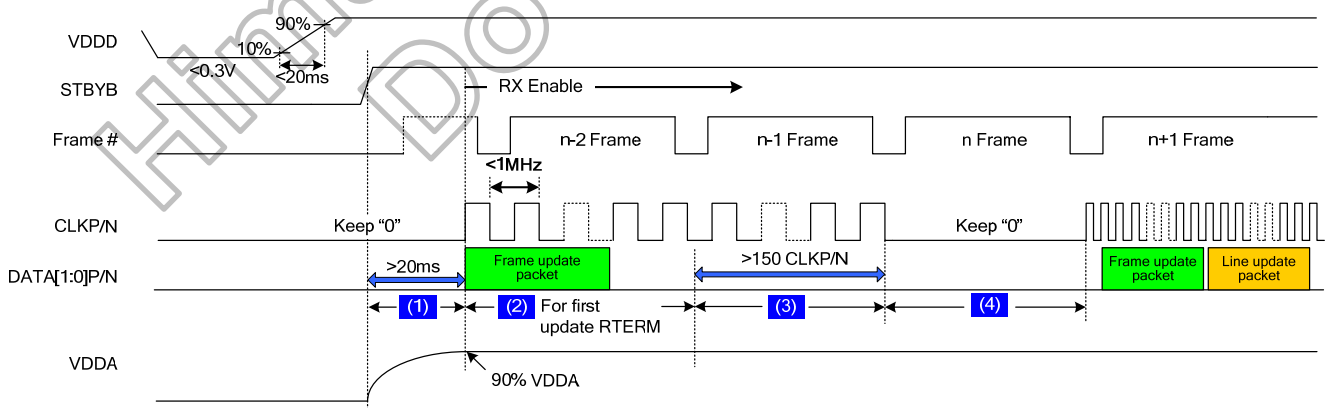 Hima
Do
VDDD
90%
10%
<0.3V
<20ms
STBYB
RX Enable
Frame #
n-2 Frame
n-1 Frame
n Frame
n+1 Frame
<1MHz
CLKP/N
Keep "0"
Keep "0"
DATA[1:0]P/N
>20ms
Frame update
packet
>150 CLKP/N
Frame update
packet
Line update
packet
(1)
(2)
For first
update RTERM
(3)
(4)
VDDA
90% VDDA